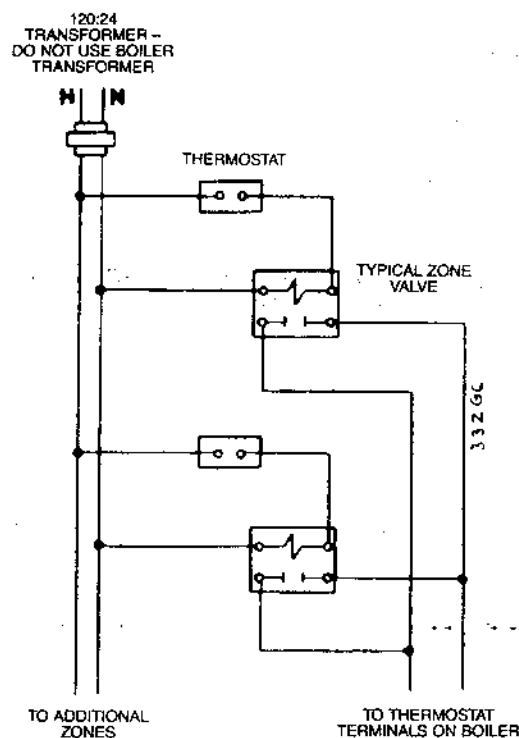 120:24
TRANSFORMER –
DO NOT USE BOILER
TRANSFORMER
H N
THERMOSTAT
TYPICAL ZONE
VALVE
332GC
TO ADDITIONAL
ZONES
TO THERMOSTAT
TERMINALS ON BOILER